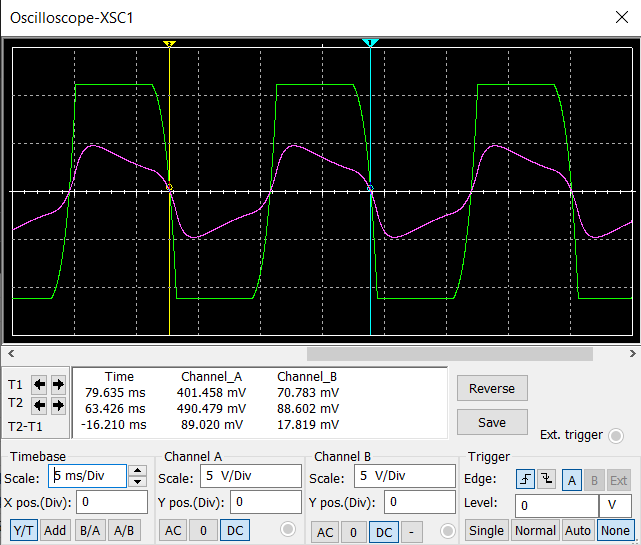 Oscilloscope-XSC1
2 1
T1
T2
T2-T1
Time Channel_A Channel_B
79.635 ms 401.458 mV 70.783 mV
63.426 ms 490.479 mV 88.602 mV
-16.210 ms 89.020 mV 17.819 mV
Reverse
Save
Ext. trigger
Timebase
Scale: 5 ms/Div
X pos.(Div): 0
Y/T Add B/A A/B
Channel A
Scale: 5 V/Div
Y pos.(Div): 0
AC 0 DC
Channel B
Scale: 5 V/Div
Y pos.(Div): 0
AC 0 DC -
Trigger
Edge: A B Ext
Level: 0 V
Single Normal Auto None